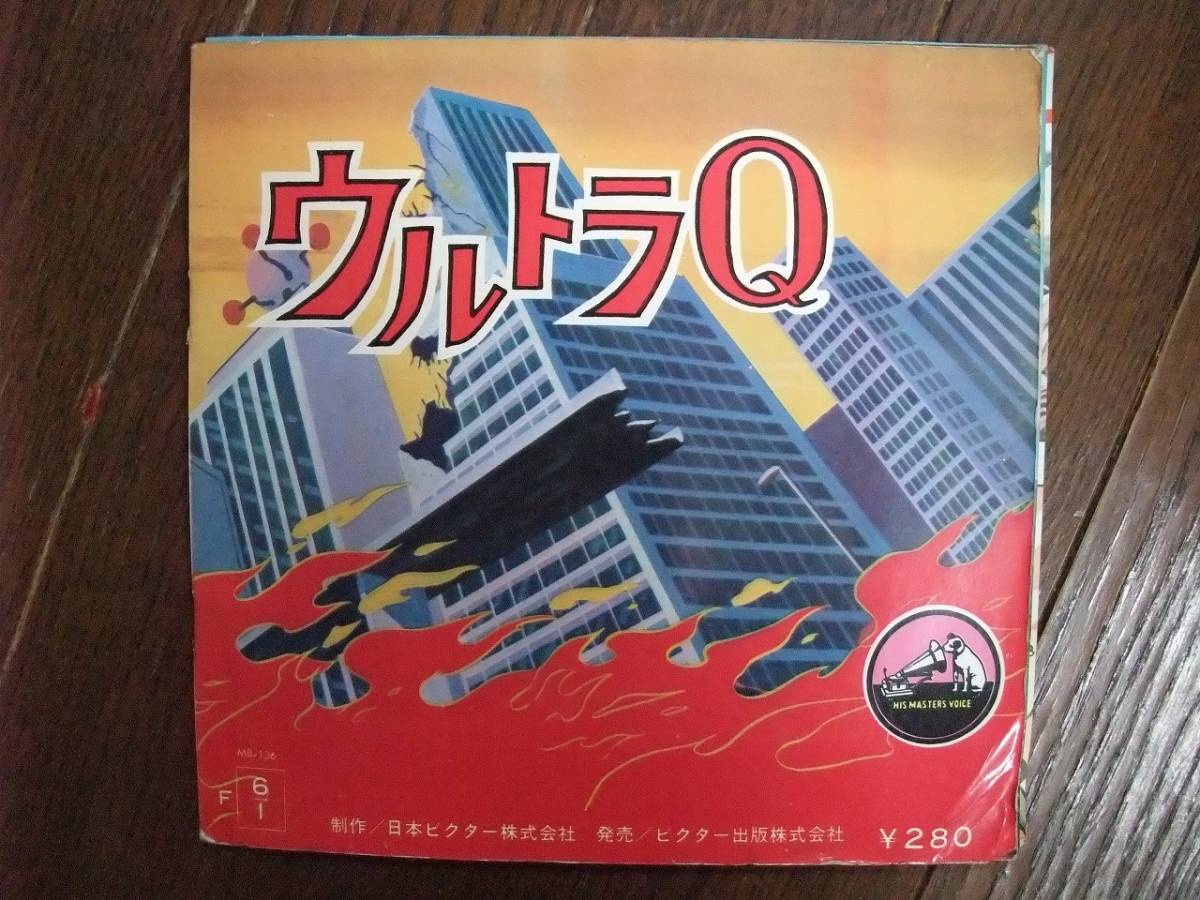 ウルトラQ
HIS MASTERS VOICE
MB-136
F 6/1
制作/日本ビクター株式会社 発売/ビクター出版株式会社 ¥280